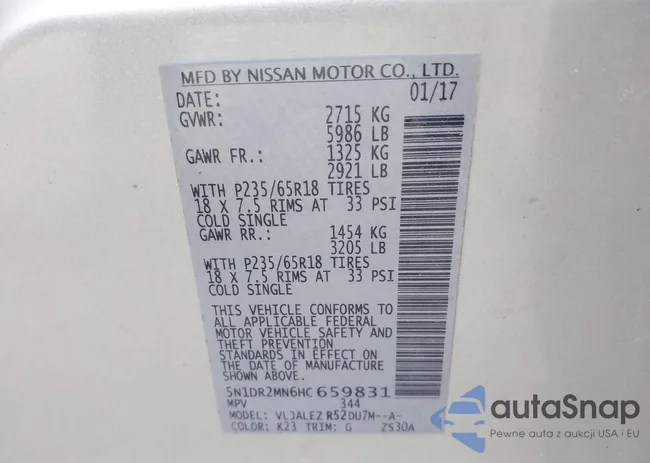 MFD BY NISSAN MOTOR CO., LTD.
DATE: 01/17
GVWR: 2715 KG
5986 LB
GAWR FR.: 1325 KG
2921 LB
WITH P235/65R18 TIRES
18 X 7.5 RIMS AT 33 PSI
COLD SINGLE
GAWR RR.: 1454 KG
3205 LB
WITH P235/65R18 TIRES
18 X 7.5 RIMS AT 33 PSI
COLD SINGLE
THIS VEHICLE CONFORMS TO
ALL APPLICABLE FEDERAL
MOTOR VEHICLE SAFETY AND
THEFT PREVENTION
STANDARDS IN EFFECT ON
THE DATE OF MANUFACTURE
SHOWN ABOVE.
5N1DR2MN6HC659831
MPV 344
MODEL: VLJALEZ R52DU7M--A-
COLOR: K23 TRIM: G ZS30A
autoSnap
Pewne auta z aukcji USA i EU